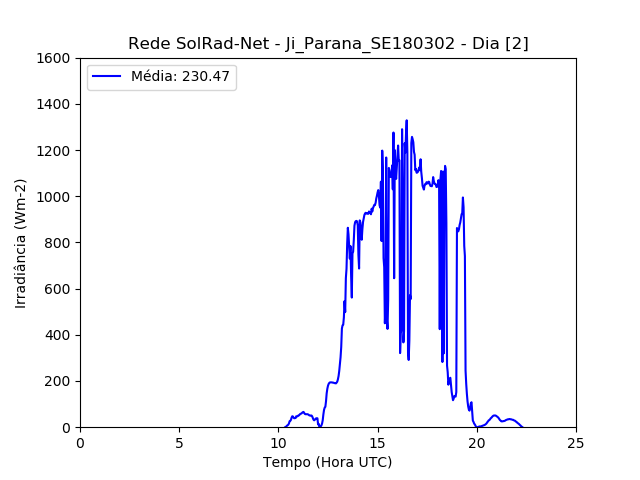 Rede SolRad-Net - Ji_Parana_SE180302 - Dia [2]
Média: 230.47
Irradiância (Wm-2)
1600
1400
1200
1000
800
600
400
200
0
0 5 10 15 20 25
Tempo (Hora UTC)